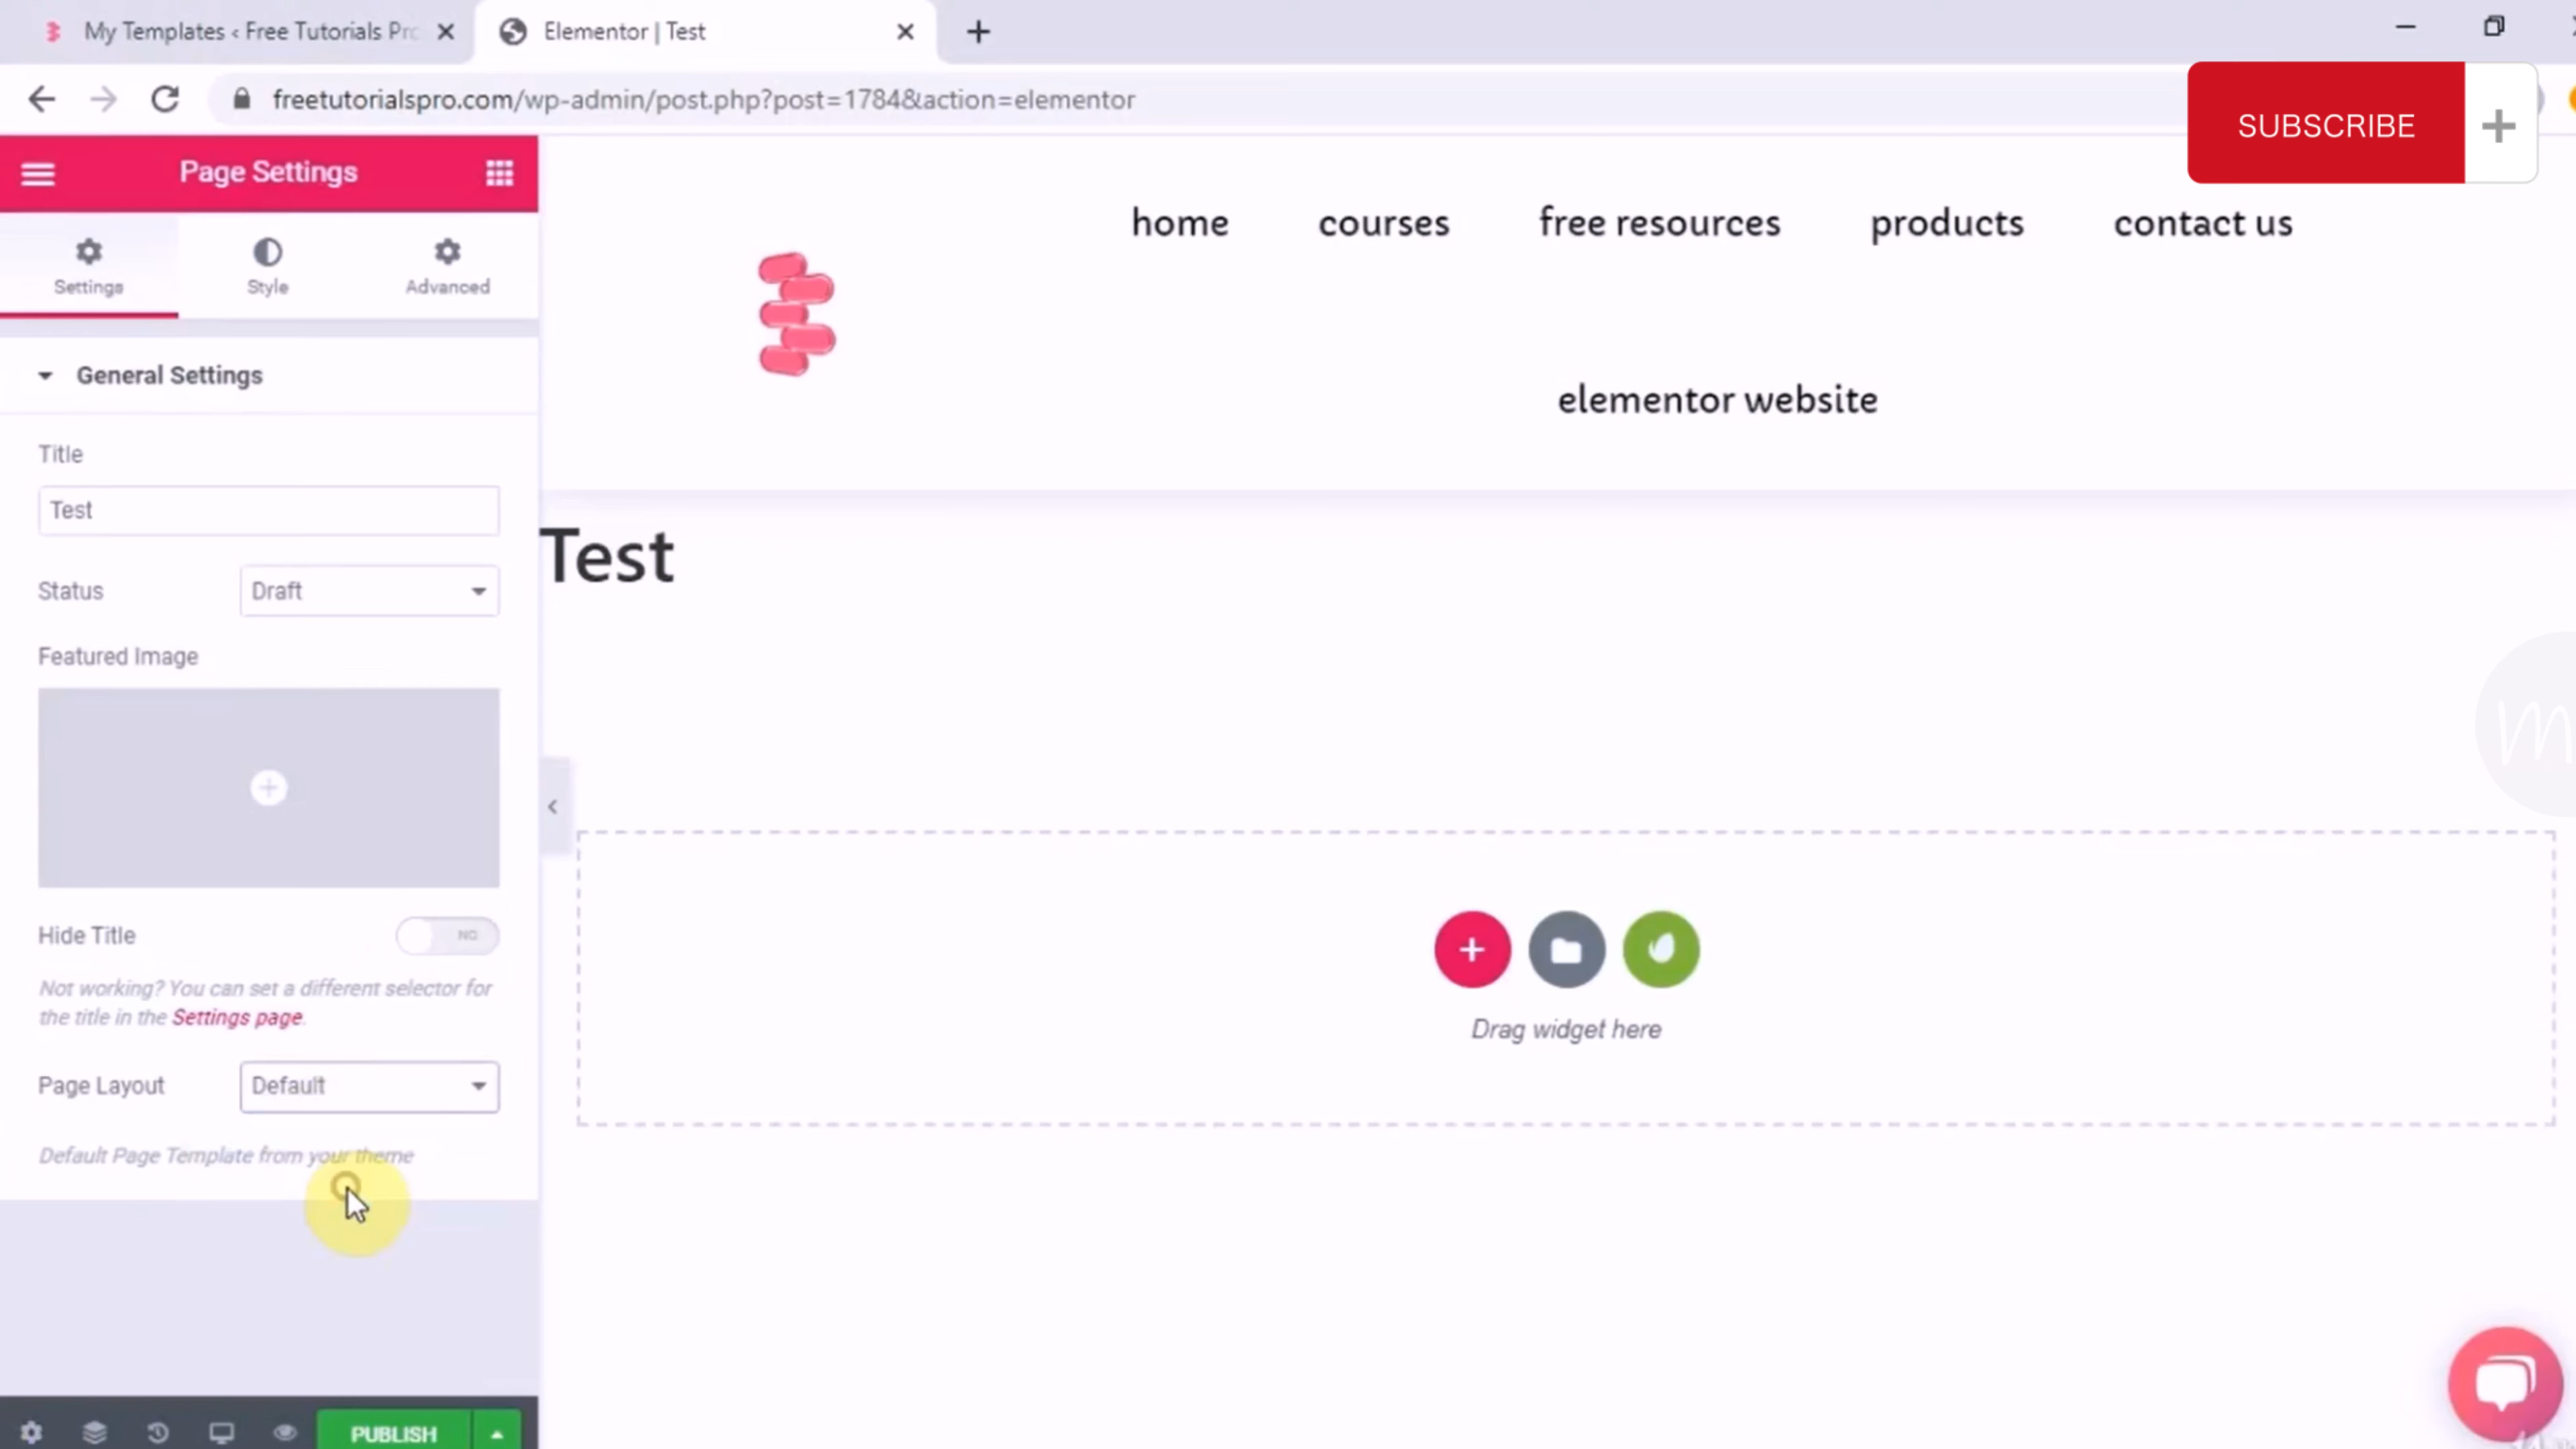 My Templates ‹ Free Tutorials Pro
Elementor | Test
freetutorialspro.com/wp-admin/post.php?post=1784&action=elementor
SUBSCRIBE
Page Settings
Settings
Style
Advanced
home
courses
free resources
products
contact us
elementor website
General Settings
Title
Test
Status
Draft
Featured Image
Hide Title
NO
Not working? You can set a different selector for
the title in the Settings page.
Page Layout
Default
Default Page Template from your theme
PUBLISH
Test
Drag widget here